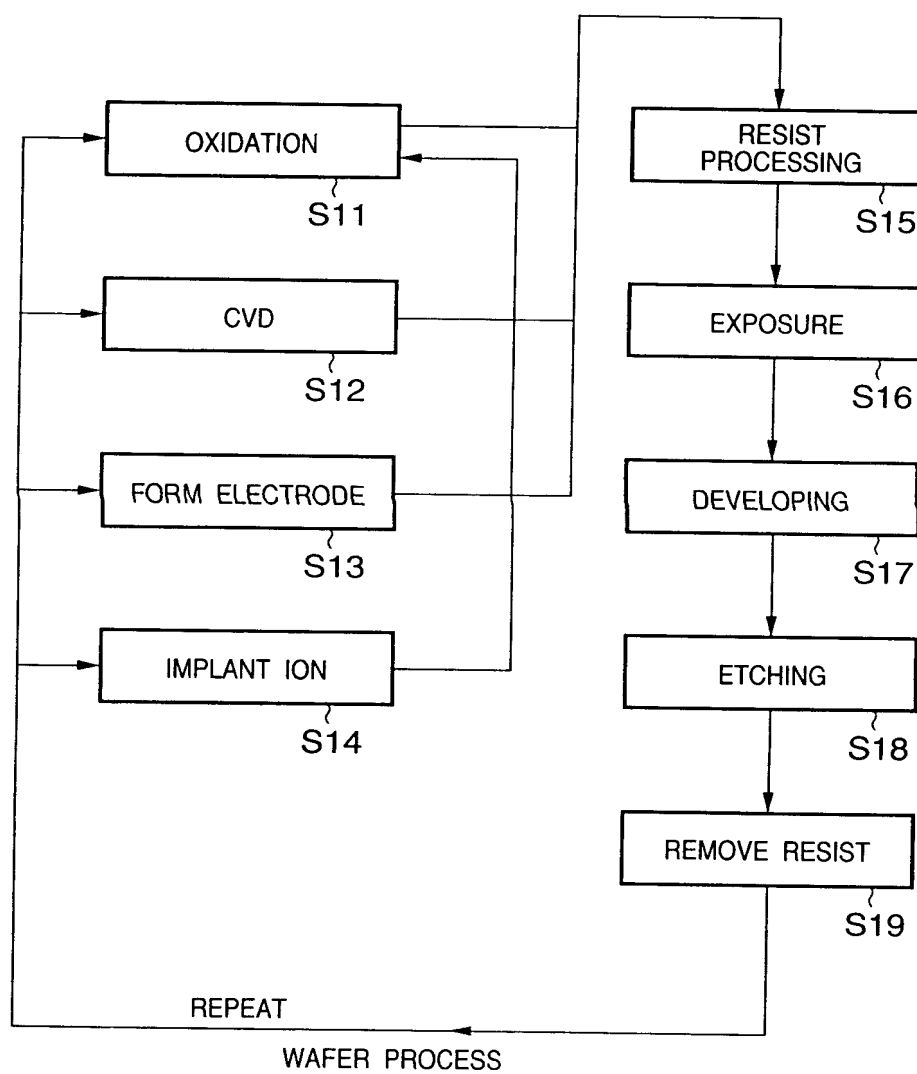 OXIDATION
S11
CVD
S12
FORM ELECTRODE
S13
IMPLANT ION
S14
RESIST
PROCESSING
S15
EXPOSURE
S16
DEVELOPING
S17
ETCHING
S18
REMOVE RESIST
S19
REPEAT
WAFER PROCESS